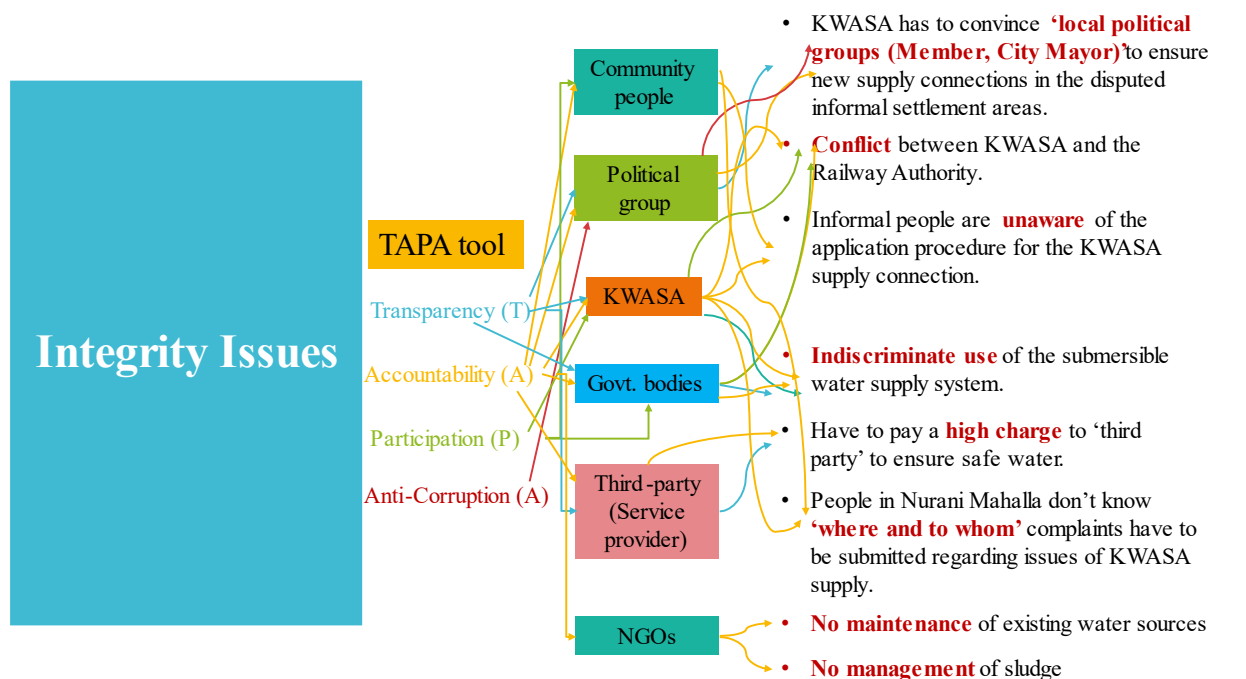 Integrity Issues
TAPA tool
Transparency (T)
Accountability (A)
Participation (P)
Anti-Corruption (A)
Community
people
Political
group
KWASA
Govt. bodies
Third-party
(Service
provider)
NGOs
• KWASA has to convince ‘local political
groups (Member, City Mayor)’to ensure
new supply connections in the disputed
informal settlement areas.
• Conflict between KWASA and the
Railway Authority.
• Informal people are unaware of the
application procedure for the KWASA
supply connection.
• Indiscriminate use of the submersible
water supply system.
• Have to pay a high charge to ‘third
party’ to ensure safe water.
• People in Nurani Mahalla don’t know
‘where and to whom’ complaints have to
be submitted regarding issues of KWASA
supply.
• No maintenance of existing water sources
• No management of sludge